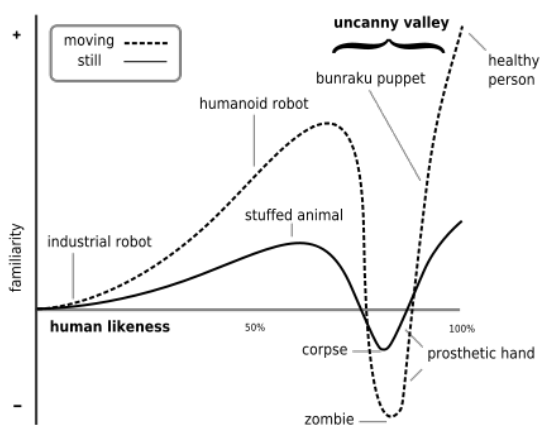 +
moving
still
uncanny valley
bunraku puppet
healthy
person
humanoid robot
stuffed animal
industrial robot
familiarity
human likeness
50%
100%
corpse
prosthetic hand
–
zombie